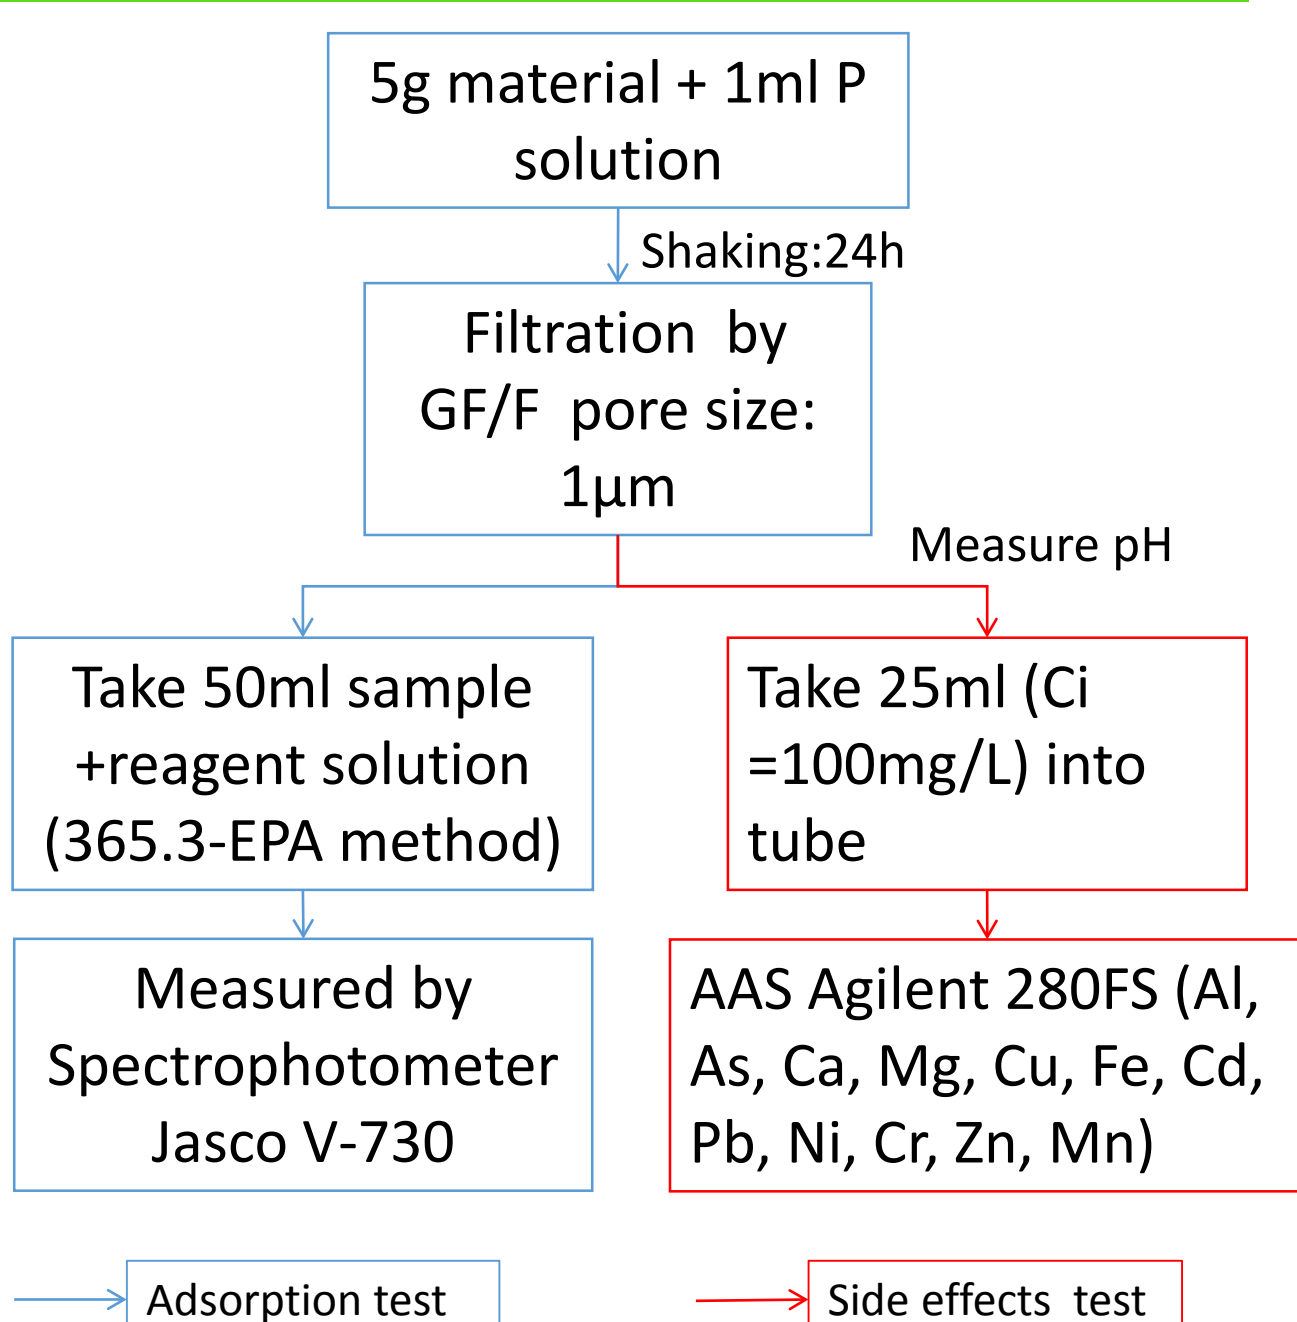 5g material + 1ml P
solution
Shaking:24h
Filtration by
GF/F pore size:
1μm
Measure pH
Take 50ml sample
+reagent solution
(365.3-EPA method)
Take 25ml (Ci
=100mg/L) into
tube
Measured by
Spectrophotometer
Jasco V-730
AAS Agilent 280FS (Al,
As, Ca, Mg, Cu, Fe, Cd,
Pb, Ni, Cr, Zn, Mn)
Adsorption test
Side effects test